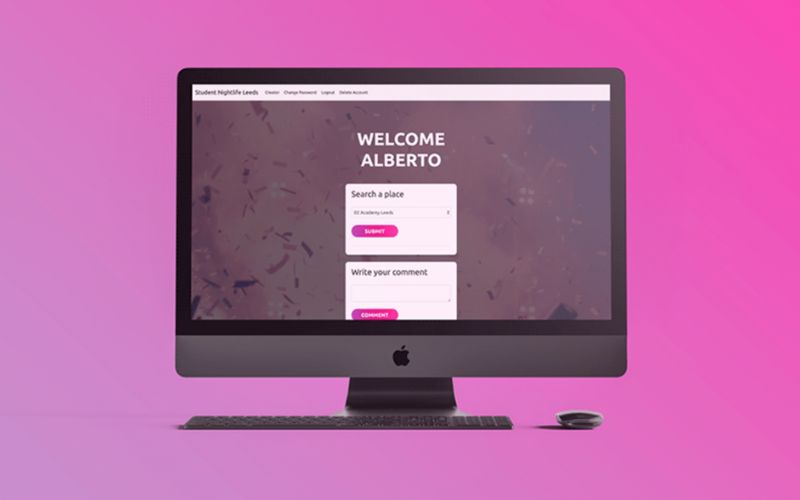 Student Nightlife Leeds Creator Change Password Logout Delete Account
WELCOME
ALBERTO
Search a place
O2 Academy Leeds
SUBMIT
Write your comment
COMMENT